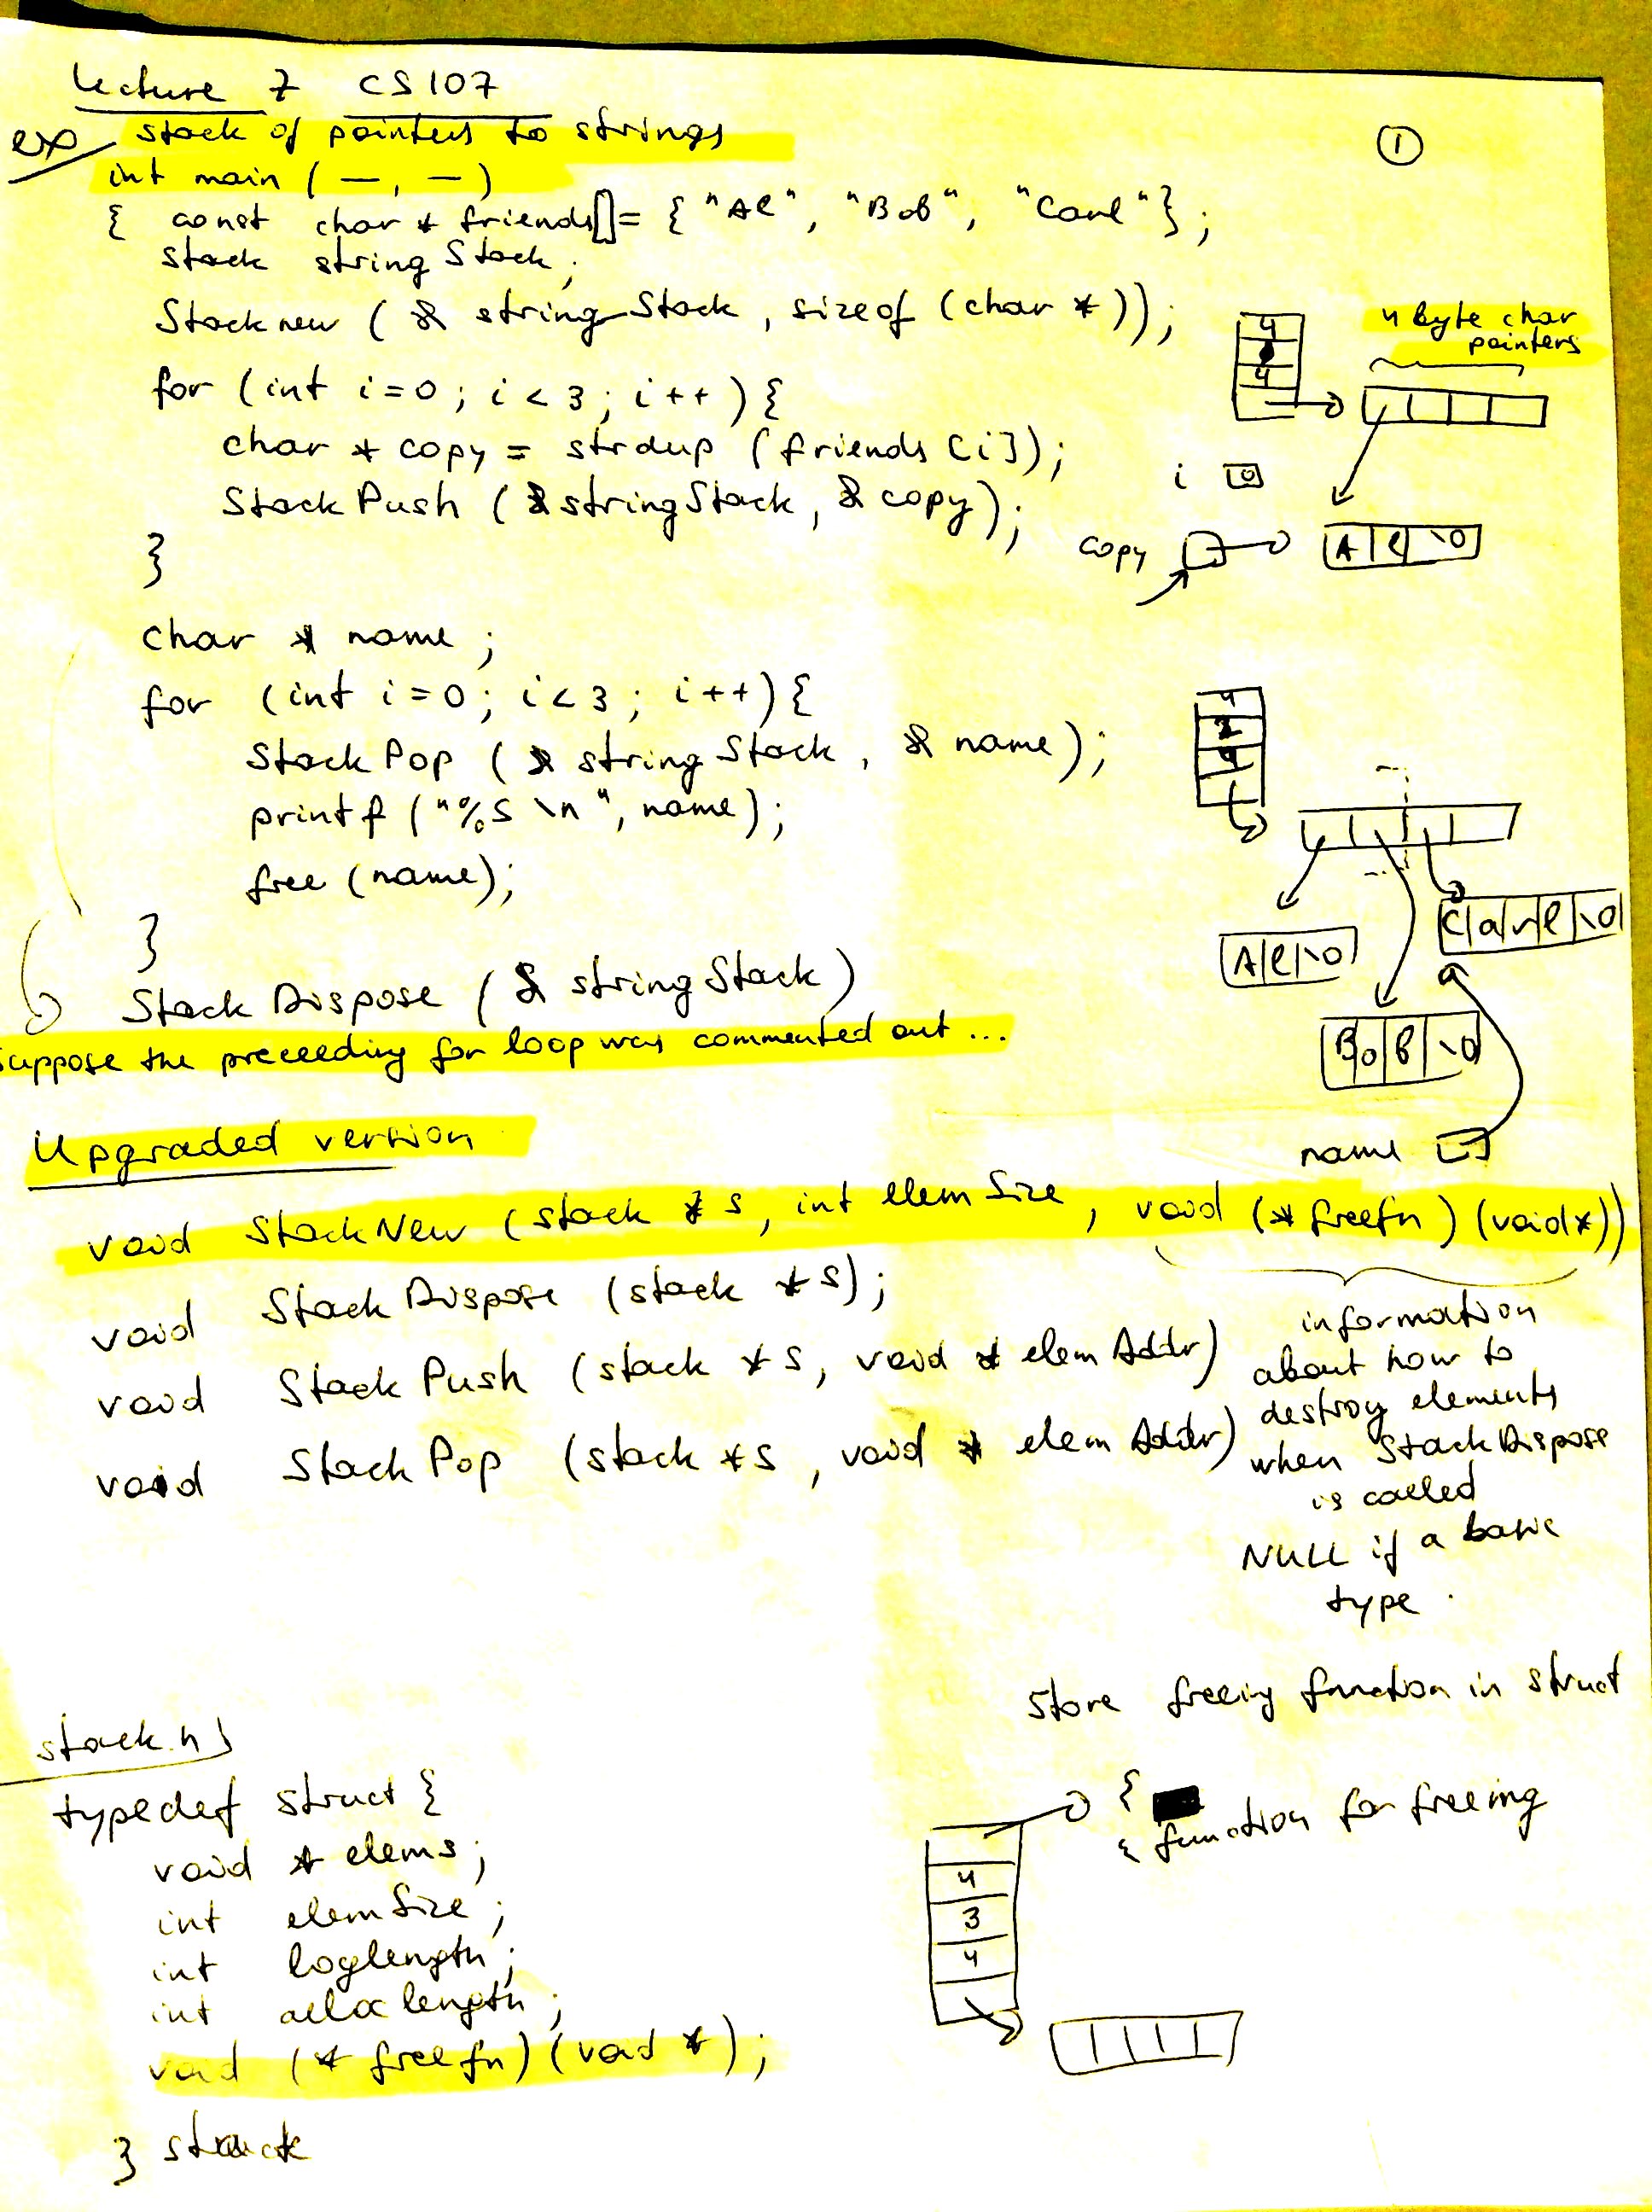 Lecture 7 CS107
ex stack of pointers to strings
①
int main ( —, — )
{ const char * friends[] = { "Al", "Bob", "Carl" };
stack stringStack;
Stacknew ( & stringStack, sizeof (char *));
for (int i=0; i<3; i++) {
char * copy = strdup (friends [i]);
StackPush (&stringStack, & copy);
}
4
4
4 byte char
pointers
i 0
copy
A l \0
char * name ;
for (int i=0; i<3; i++) {
StackPop (& stringStack, & name);
printf ("%s \n", name);
free (name);
}
StackDispose (& stringStack)
suppose the preceeding for loop was commented out ...
4
2
4
A l \0
C a r l \0
B o B \0
name
Upgraded version
void StackNew (stack * s, int elemSize, void (* freefn) (void*))
void StackDispose (stack * s);
void StackPush (stack * s, void * elemAddr)
void StackPop (stack * s, void * elemAddr)
information
about how to
destroy elements
when StackDispose
is called
NULL if a basic
type .
Store freeing function in struct
stack.h
typedef struct {
void * elems;
int elemSize;
int loglength;
int alloclength;
void (* freefn) (void *);
} stack
{
{ function for freeing
4
3
4